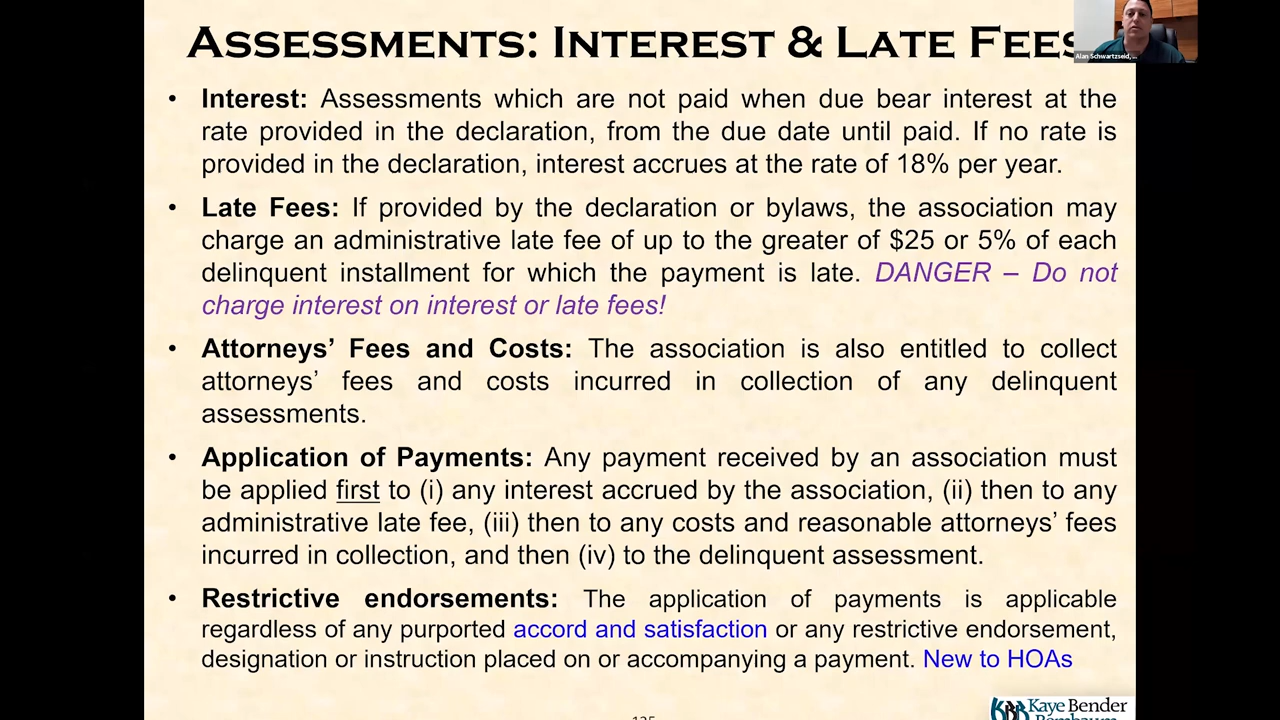 ASSESSMENTS: INTEREST & LATE FEES
Alan Schwartzseid, ...
• Interest: Assessments which are not paid when due bear interest at the
rate provided in the declaration, from the due date until paid. If no rate is
provided in the declaration, interest accrues at the rate of 18% per year.
• Late Fees: If provided by the declaration or bylaws, the association may
charge an administrative late fee of up to the greater of $25 or 5% of each
delinquent installment for which the payment is late. DANGER – Do not
charge interest on interest or late fees!
• Attorneys’ Fees and Costs: The association is also entitled to collect
attorneys’ fees and costs incurred in collection of any delinquent
assessments.
• Application of Payments: Any payment received by an association must
be applied first to (i) any interest accrued by the association, (ii) then to any
administrative late fee, (iii) then to any costs and reasonable attorneys’ fees
incurred in collection, and then (iv) to the delinquent assessment.
• Restrictive endorsements: The application of payments is applicable
regardless of any purported accord and satisfaction or any restrictive endorsement,
designation or instruction placed on or accompanying a payment. New to HOAs
Kaye Bender